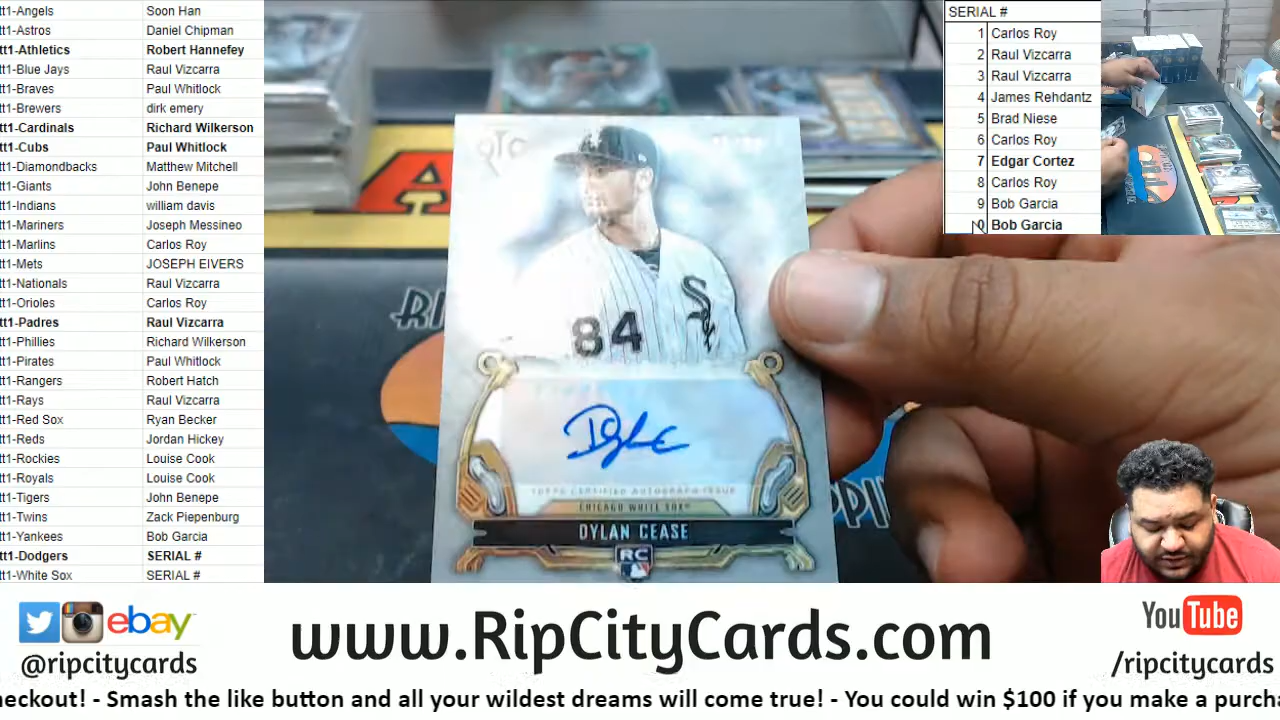 tt1-Angels Soon Han
tt1-Astros Daniel Chipman
tt1-Athletics Robert Hannefey
tt1-Blue Jays Raul Vizcarra
tt1-Braves Paul Whitlock
tt1-Brewers dirk emery
tt1-Cardinals Richard Wilkerson
tt1-Cubs Paul Whitlock
tt1-Diamondbacks Matthew Mitchell
tt1-Giants John Benepe
tt1-Indians william davis
tt1-Mariners Joseph Messineo
tt1-Marlins Carlos Roy
tt1-Mets JOSEPH EIVERS
tt1-Nationals Raul Vizcarra
tt1-Orioles Carlos Roy
tt1-Padres Raul Vizcarra
tt1-Phillies Richard Wilkerson
tt1-Pirates Paul Whitlock
tt1-Rangers Robert Hatch
tt1-Rays Raul Vizcarra
tt1-Red Sox Ryan Becker
tt1-Reds Jordan Hickey
tt1-Rockies Louise Cook
tt1-Royals Louise Cook
tt1-Tigers John Benepe
tt1-Twins Zack Piepenburg
tt1-Yankees Bob Garcia
tt1-Dodgers SERIAL #
tt1-White Sox SERIAL #
84
TOPPS CERTIFIED AUTOGRAPH ISSUE
CHICAGO WHITE SOX
DYLAN CEASE
RC
SERIAL #
1 Carlos Roy
2 Raul Vizcarra
3 Raul Vizcarra
4 James Rehdantz
5 Brad Niese
6 Carlos Roy
7 Edgar Cortez
8 Carlos Roy
9 Bob Garcia
0 Bob Garcia
ebay
@ripcitycards
www.RipCityCards.com
YouTube
/ripcitycards
heckout! - Smash the like button and all your wildest dreams will come true! - You could win $100 if you make a purcha